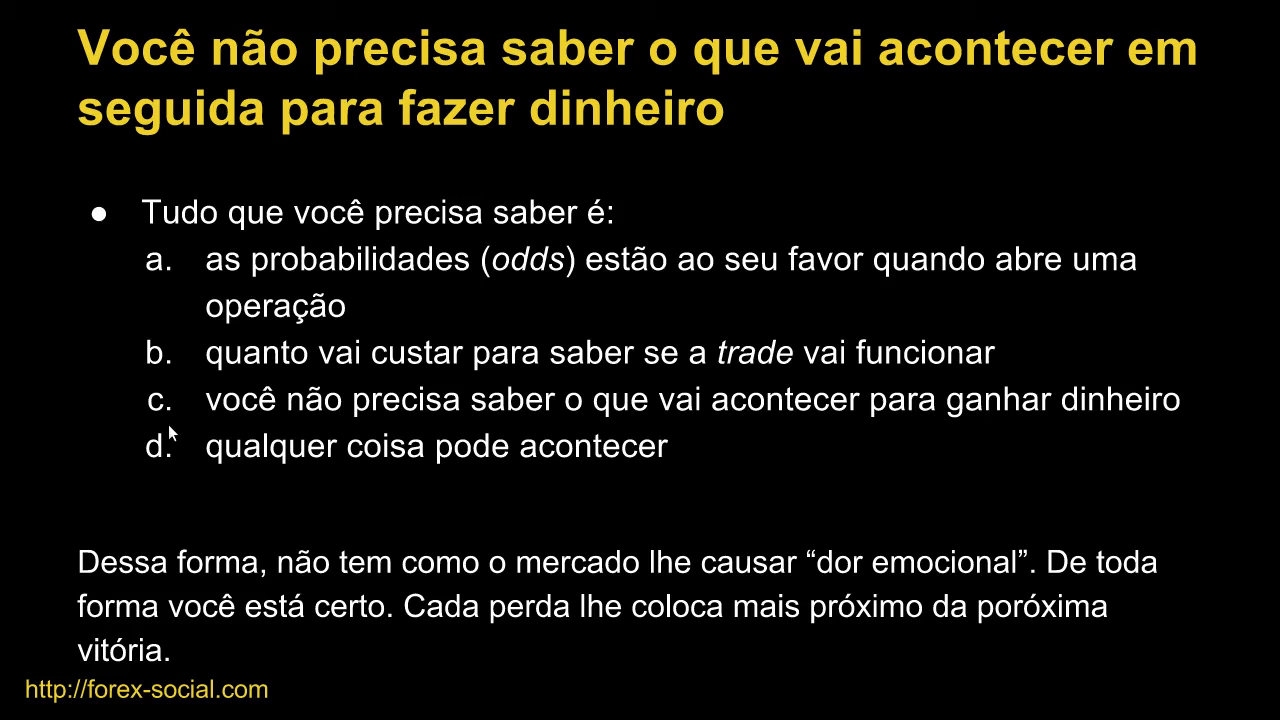 Você não precisa saber o que vai acontecer em
seguida para fazer dinheiro
● Tudo que você precisa saber é:
a. as probabilidades (odds) estão ao seu favor quando abre uma
operação
b. quanto vai custar para saber se a trade vai funcionar
c. você não precisa saber o que vai acontecer para ganhar dinheiro
d. qualquer coisa pode acontecer
Dessa forma, não tem como o mercado lhe causar “dor emocional”. De toda
forma você está certo. Cada perda lhe coloca mais próximo da poróxima
vitória.
http://forex-social.com